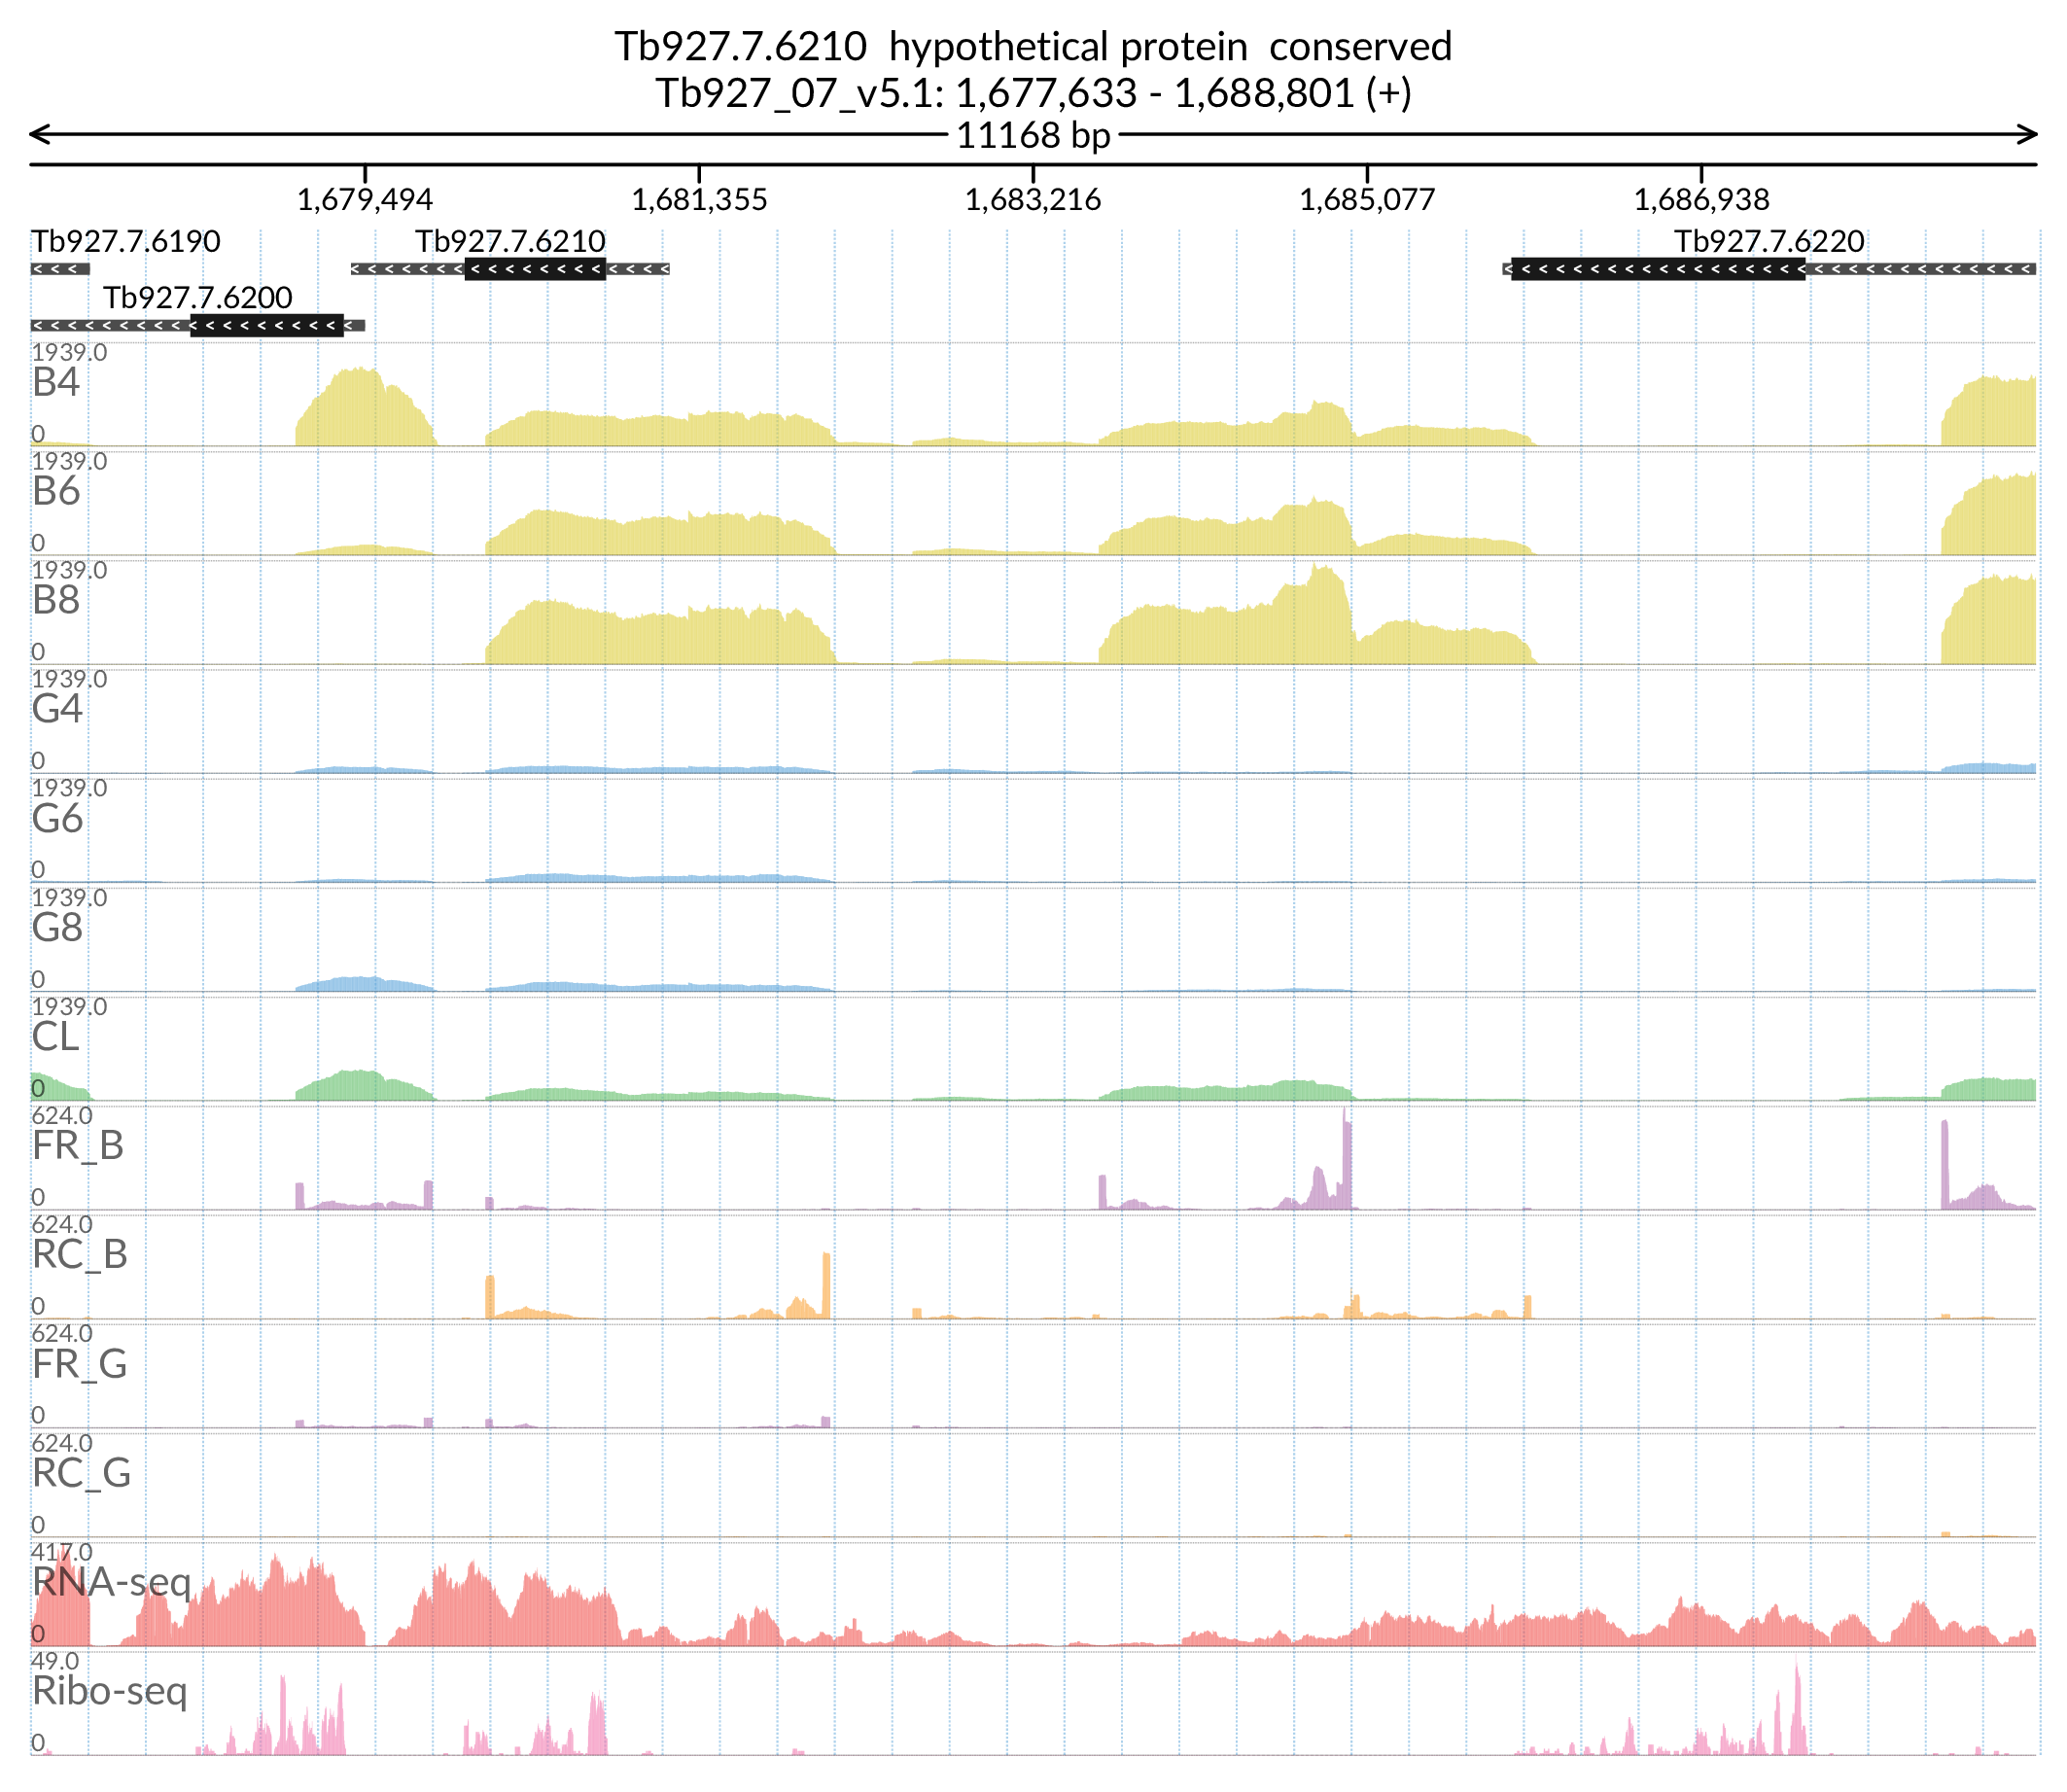 Tb927.7.6210  hypothetical protein  conserved
Tb927_07_v5.1: 1,677,633 - 1,688,801 (+)
11168 bp
1,679,494 1,681,355 1,683,216 1,685,077 1,686,938
Tb927.7.6190 Tb927.7.6210 Tb927.7.6220
Tb927.7.6200
1939.0
B4
0
1939.0
B6
0
1939.0
B8
0
1939.0
G4
0
1939.0
G6
0
1939.0
G8
0
1939.0
CL
0
624.0
FR_B
0
624.0
RC_B
0
624.0
FR_G
0
624.0
RC_G
0
417.0
RNA-seq
0
49.0
Ribo-seq
0